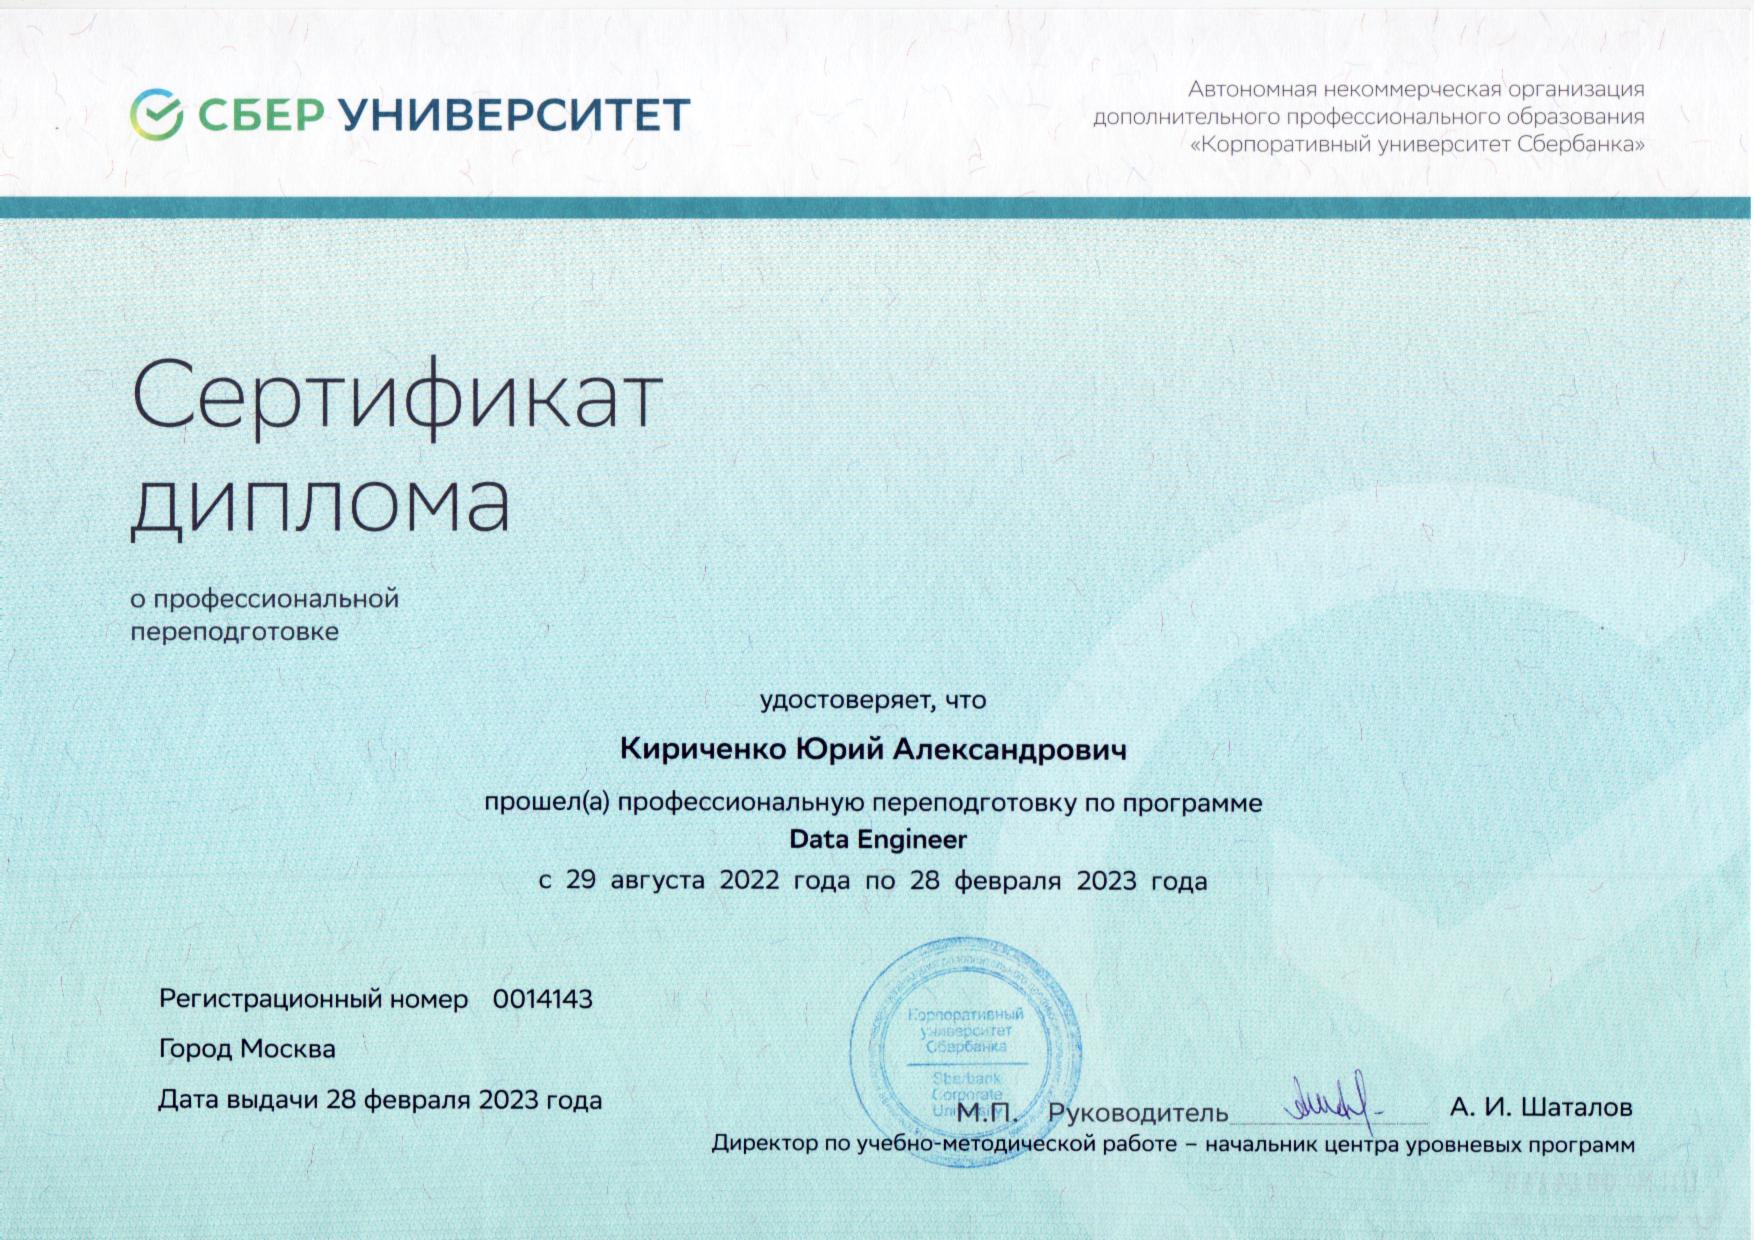 СБЕР УНИВЕРСИТЕТ
Автономная некоммерческая организация
дополнительного профессионального образования
«Корпоративный университет Сбербанка»
Сертификат
диплома
о профессиональной
переподготовке
удостоверяет, что
Кириченко Юрий Александрович
прошел(а) профессиональную переподготовку по программе
Data Engineer
с 29 августа 2022 года по 28 февраля 2023 года
Регистрационный номер 0014143
Город Москва
Дата выдачи 28 февраля 2023 года
Корпоративный
университет
Сбербанка
Sberbank
Corporate
University
М.П. Руководитель А. И. Шаталов
Директор по учебно-методической работе – начальник центра уровневых программ